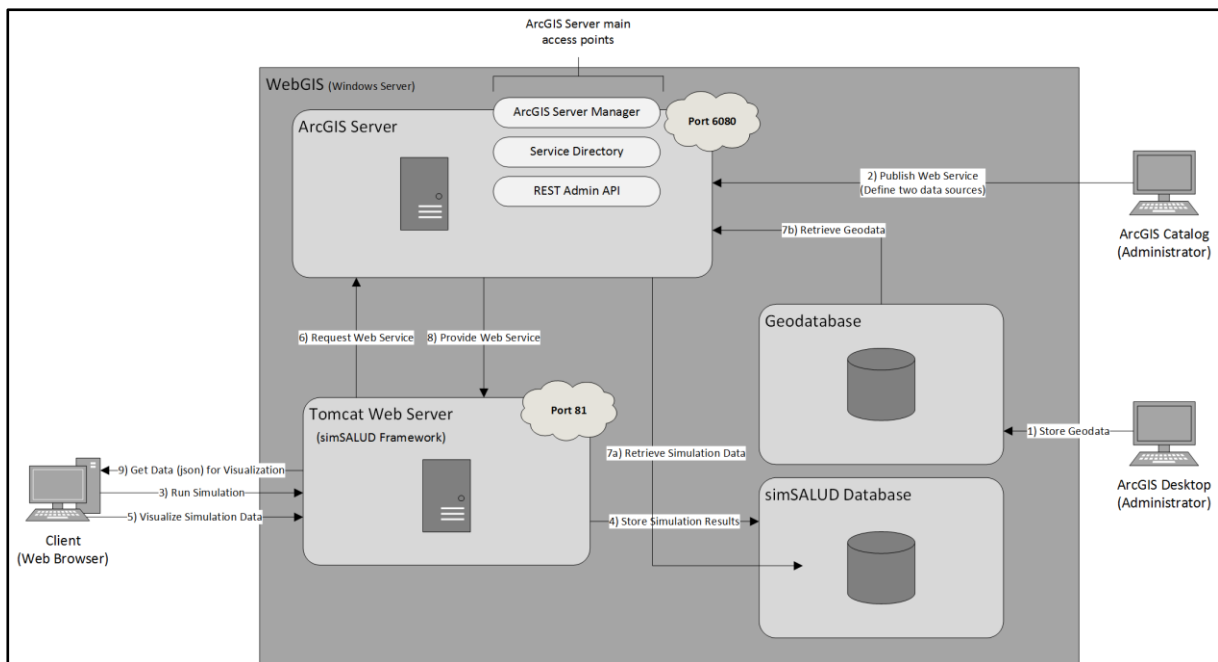 ArcGIS Server main
access points
WebGIS (Windows Server)
ArcGIS Server
ArcGIS Server Manager
Service Directory
REST Admin API
Port 6080
2) Publish Web Service
(Define two data sources)
ArcGIS Catalog
(Administrator)
7b) Retrieve Geodata
6) Request Web Service
8) Provide Web Service
Geodatabase
Tomcat Web Server
(simSALUD Framework)
Port 81
1) Store Geodata
ArcGIS Desktop
(Administrator)
7a) Retrieve Simulation Data
9) Get Data (json) for Visualization
3) Run Simulation
5) Visualize Simulation Data
Client
(Web Browser)
4) Store Simulation Results
simSALUD Database